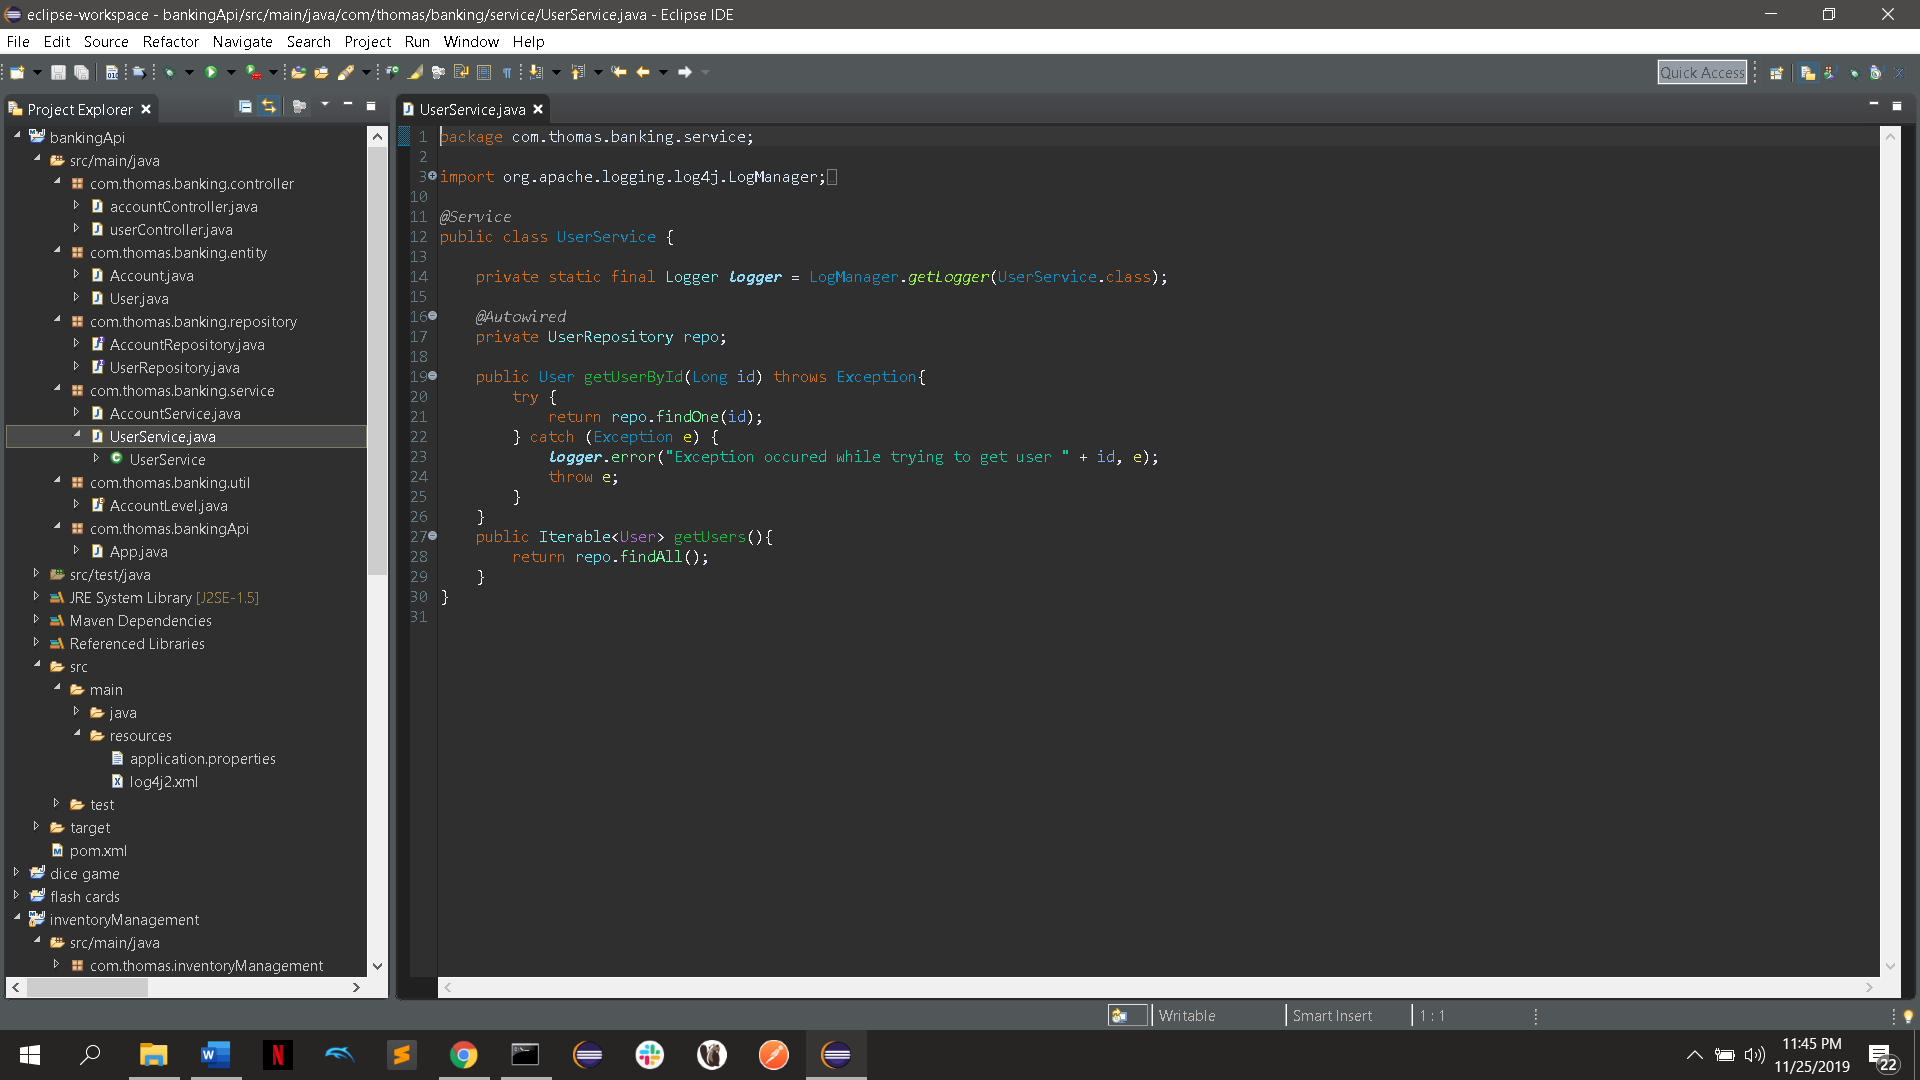 eclipse-workspace - bankingApi/src/main/java/com/thomas/banking/service/UserService.java - Eclipse IDE
File Edit Source Refactor Navigate Search Project Run Window Help
Quick Access
Project Explorer
bankingApi
src/main/java
com.thomas.banking.controller
accountController.java
userController.java
com.thomas.banking.entity
Account.java
User.java
com.thomas.banking.repository
AccountRepository.java
UserRepository.java
com.thomas.banking.service
AccountService.java
UserService.java
UserService
com.thomas.banking.util
AccountLevel.java
com.thomas.bankingApi
App.java
src/test/java
JRE System Library [J2SE-1.5]
Maven Dependencies
Referenced Libraries
src
main
java
resources
application.properties
log4j2.xml
test
target
pom.xml
dice game
flash cards
inventoryManagement
src/main/java
com.thomas.inventoryManagement
UserService.java
1 package com.thomas.banking.service;
2
3 import org.apache.logging.log4j.LogManager;
10
11 @Service
12 public class UserService {
13
14 private static final Logger logger = LogManager.getLogger(UserService.class);
15
16 @Autowired
17 private UserRepository repo;
18
19 public User getUserById(Long id) throws Exception{
20 try {
21 return repo.findOne(id);
22 } catch (Exception e) {
23 logger.error("Exception occured while trying to get user " + id, e);
24 throw e;
25 }
26 }
27 public Iterable<User> getUsers(){
28 return repo.findAll();
29 }
30 }
31
Writable Smart Insert 1 : 1
11:45 PM
11/25/2019
22